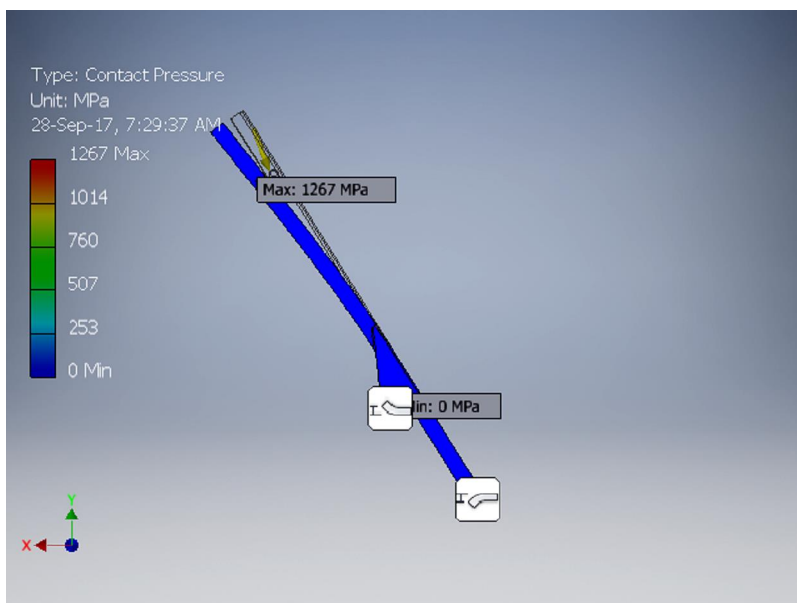 Type: Contact Pressure
Unit: MPa
28-Sep-17, 7:29:37 AM
1267 Max
1014
760
507
253
0 Min
Max: 1267 MPa
in: 0 MPa
Y
X